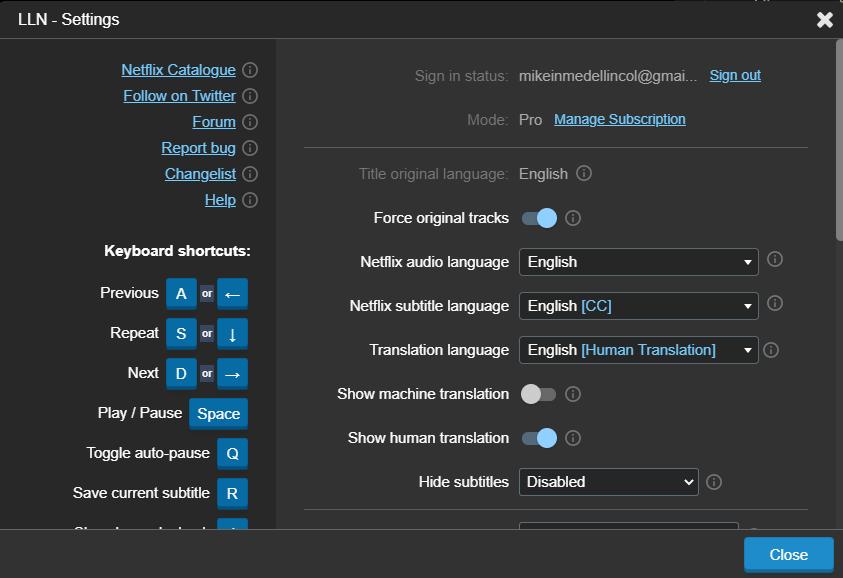 LLN - Settings
Netflix Catalogue
Follow on Twitter
Forum
Report bug
Changelist
Help
Keyboard shortcuts:
Previous A or ←
Repeat S or ↓
Next D or →
Play / Pause Space
Toggle auto-pause Q
Save current subtitle R
Sign in status: mikeinmedellincol@gmai... Sign out
Mode: Pro Manage Subscription
Title original language: English
Force original tracks
Netflix audio language English
Netflix subtitle language English [CC]
Translation language English [Human Translation]
Show machine translation
Show human translation
Hide subtitles Disabled
Close